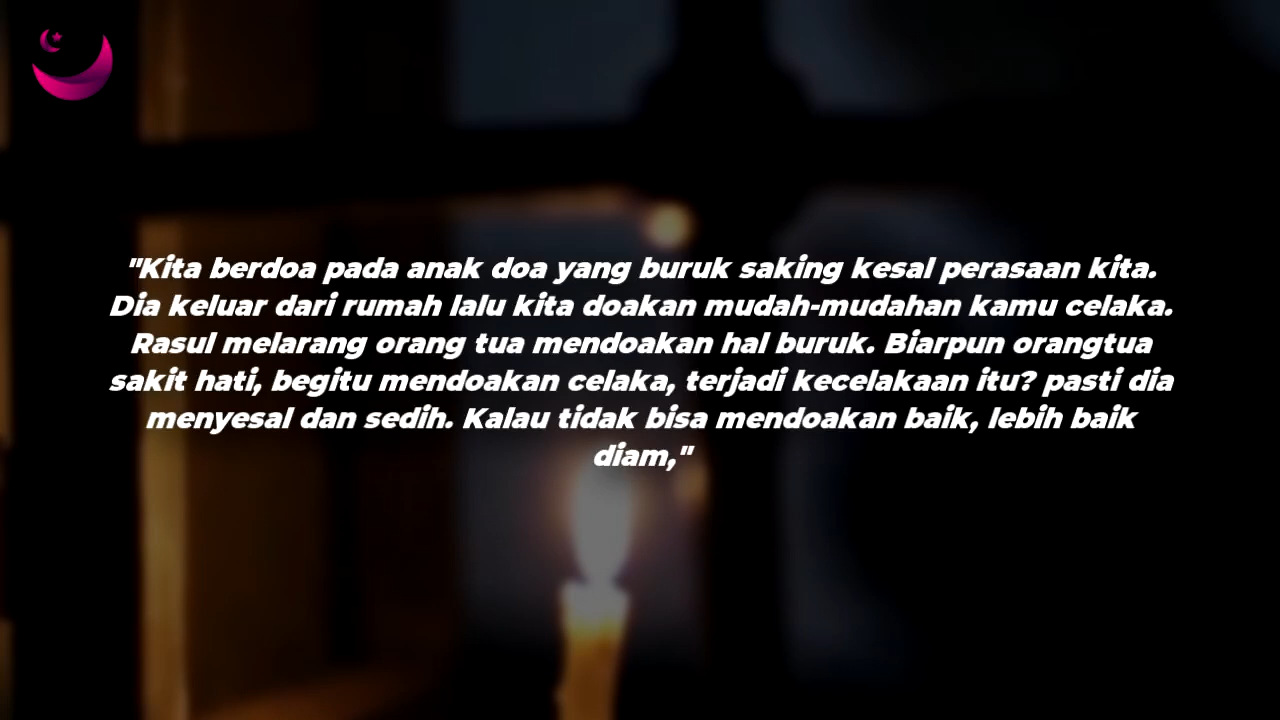 "Kita berdoa pada anak doa yang buruk saking kesal perasaan kita.
Dia keluar dari rumah lalu kita doakan mudah-mudahan kamu celaka.
Rasul melarang orang tua mendoakan hal buruk. Biarpun orangtua
sakit hati, begitu mendoakan celaka, terjadi kecelakaan itu? pasti dia
menyesal dan sedih. Kalau tidak bisa mendoakan baik, lebih baik
diam,"